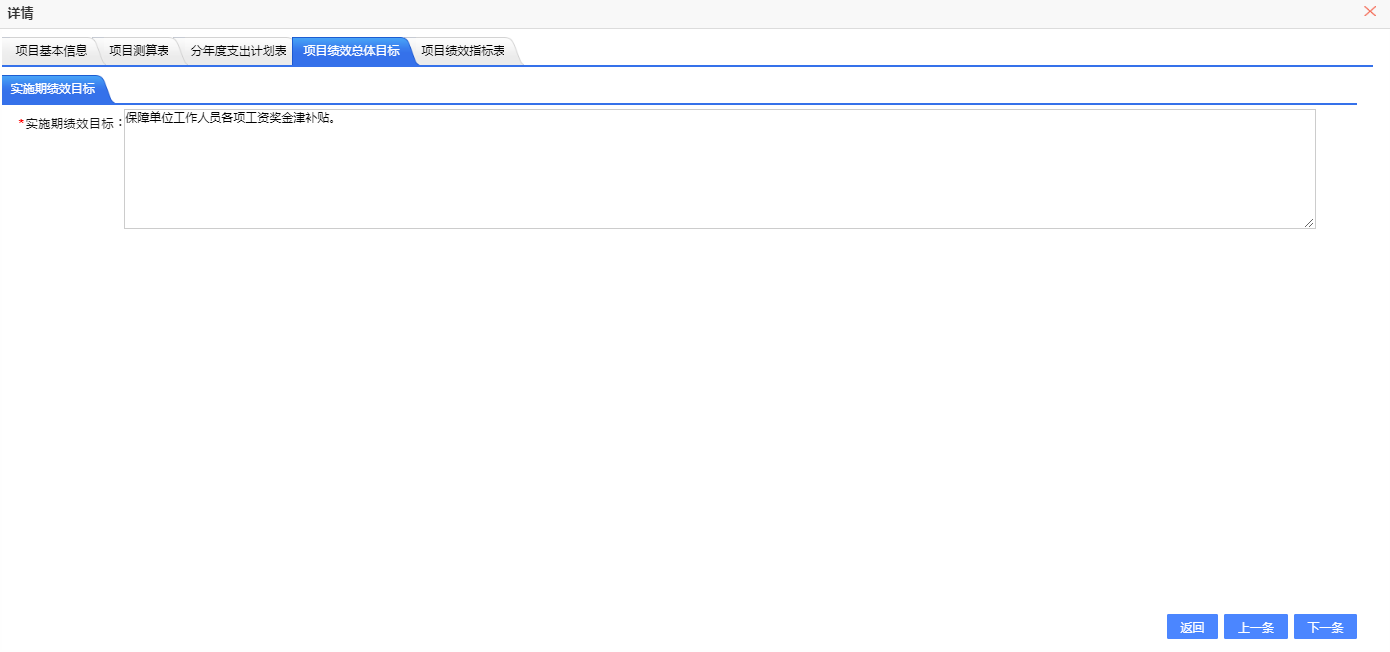 详情
项目基本信息 项目测算表 分年度支出计划表 项目绩效总体目标 项目绩效指标表
实施期绩效目标
*实施期绩效目标： 保障单位工作人员各项工资奖金津补贴。
返回 上一条 下一条